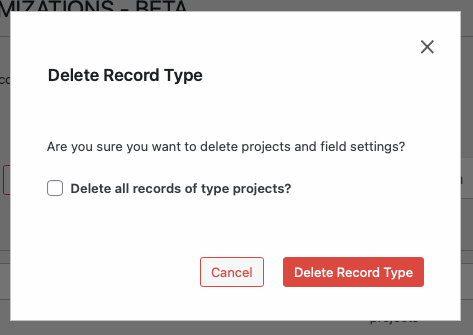 MIZATIONS - BETA
Delete Record Type
Are you sure you want to delete projects and field settings?
Delete all records of type projects?
Cancel
Delete Record Type
projects